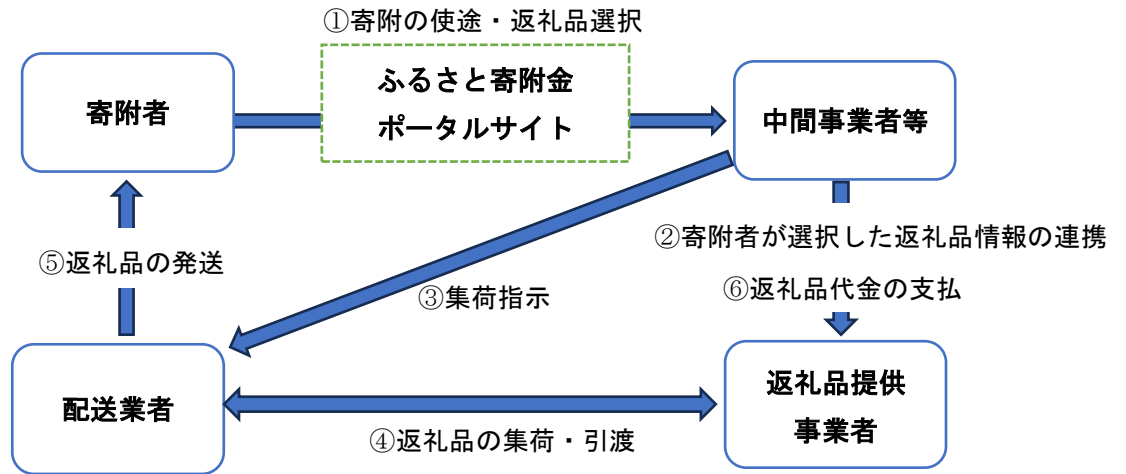 ①寄附の使途・返礼品選択
寄附者
ふるさと寄附金
ポータルサイト
中間事業者等
②寄附者が選択した返礼品情報の連携
⑤返礼品の発送
③集荷指示
⑥返礼品代金の支払
配送業者
返礼品提供
事業者
④返礼品の集荷・引渡